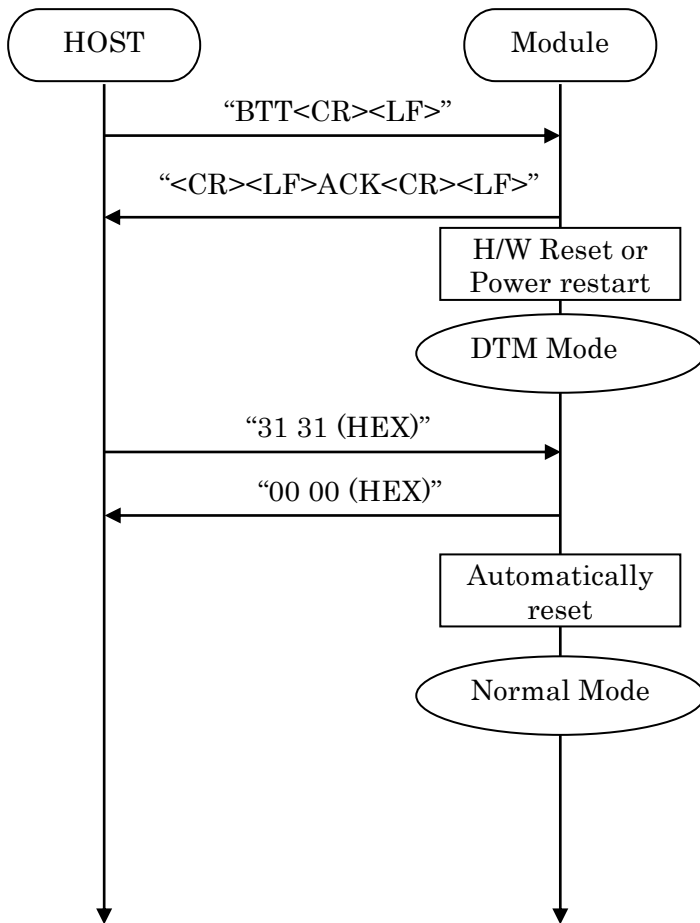 HOST
Module
“BTT<CR><LF>”
“<CR><LF>ACK<CR><LF>”
H/W Reset or
Power restart
DTM Mode
“31 31 (HEX)”
“00 00 (HEX)”
Automatically
reset
Normal Mode